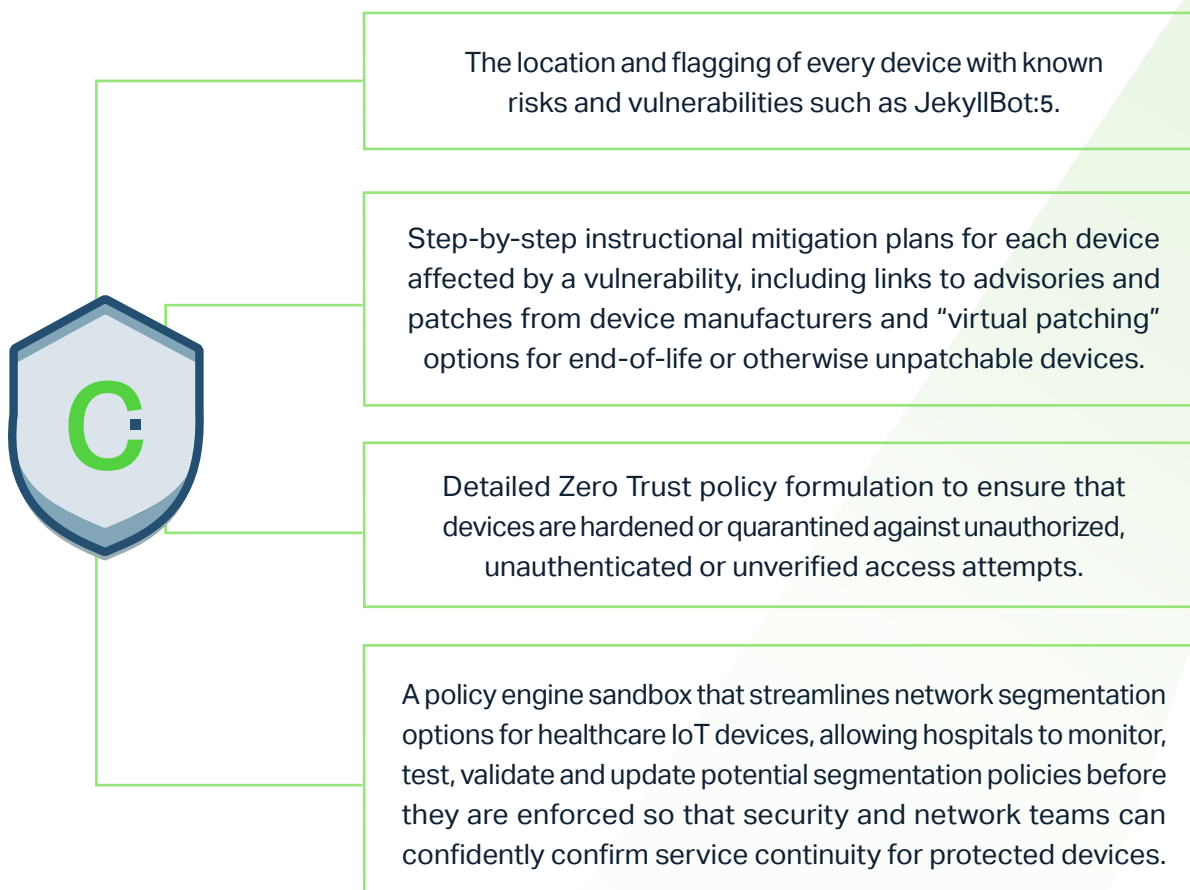 The location and flagging of every device with known
risks and vulnerabilities such as JekyllBot:5.
Step-by-step instructional mitigation plans for each device
affected by a vulnerability, including links to advisories and
patches from device manufacturers and “virtual patching”
options for end-of-life or otherwise unpatchable devices.
C
Detailed Zero Trust policy formulation to ensure that
devices are hardened or quarantined against unauthorized,
unauthenticated or unverified access attempts.
A policy engine sandbox that streamlines network segmentation
options for healthcare IoT devices, allowing hospitals to monitor,
test, validate and update potential segmentation policies before
they are enforced so that security and network teams can
confidently confirm service continuity for protected devices.